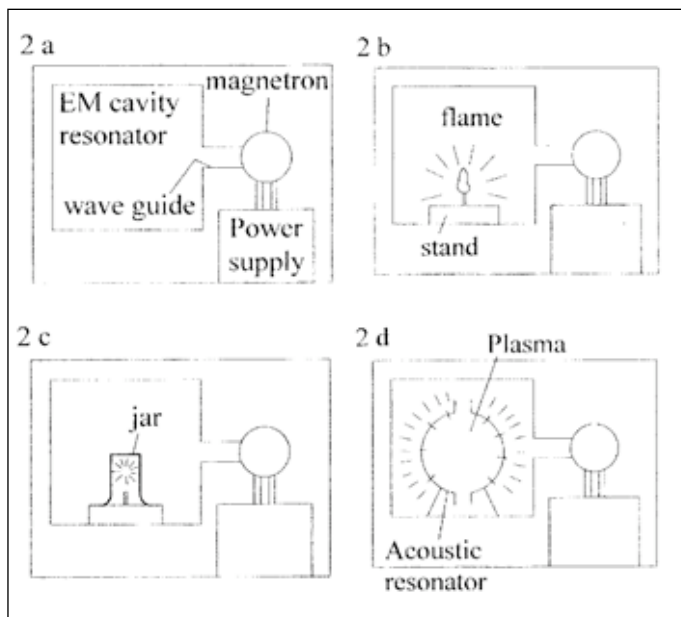 2 a
magnetron
EM cavity
resonator
wave guide
Power
supply
2 b
flame
stand
2 c
jar
2 d
Plasma
Acoustic
resonator